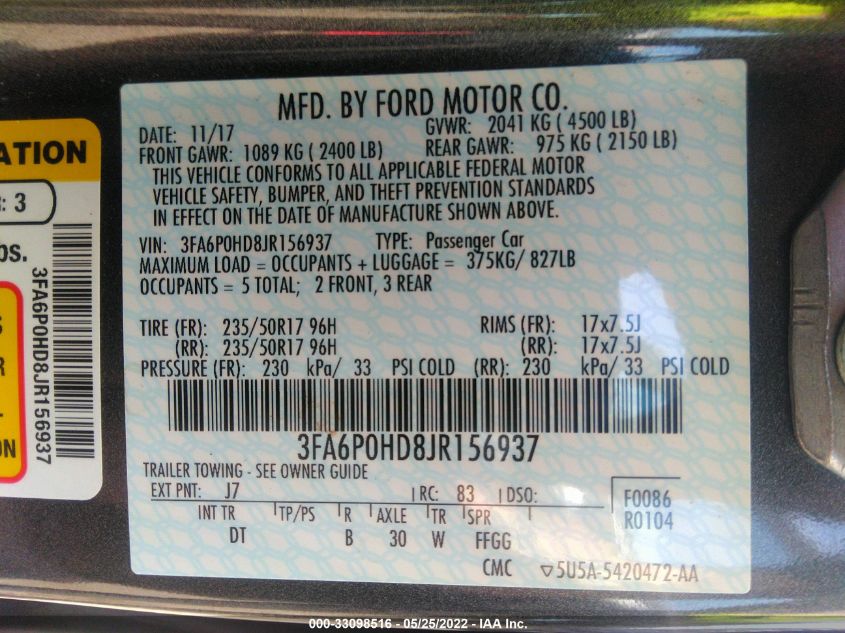 ATION
: 3
bs.
3FA6P0HD8JR156937
S
R
L.
ON
MFD. BY FORD MOTOR CO.
DATE: 11/17 GVWR: 2041 KG ( 4500 LB)
FRONT GAWR: 1089 KG ( 2400 LB) REAR GAWR: 975 KG ( 2150 LB)
THIS VEHICLE CONFORMS TO ALL APPLICABLE FEDERAL MOTOR
VEHICLE SAFETY, BUMPER, AND THEFT PREVENTION STANDARDS
IN EFFECT ON THE DATE OF MANUFACTURE SHOWN ABOVE.
VIN: 3FA6P0HD8JR156937 TYPE: Passenger Car
MAXIMUM LOAD = OCCUPANTS + LUGGAGE = 375KG/ 827LB
OCCUPANTS = 5 TOTAL; 2 FRONT, 3 REAR
TIRE (FR): 235/50R17 96H RIMS (FR): 17x7.5J
(RR): 235/50R17 96H (RR): 17x7.5J
PRESSURE (FR): 230 kPa/ 33 PSI COLD (RR): 230 kPa/ 33 PSI COLD
3FA6P0HD8JR156937
TRAILER TOWING - SEE OWNER GUIDE
EXT PNT: J7 RC: 83 DSO: F0086
INT TR TP/PS R AXLE TR SPR R0104
DT B 30 W FFGG
CMC ▽5U5A-5420472-AA
000-33098516 - 05/25/2022 - IAA Inc.